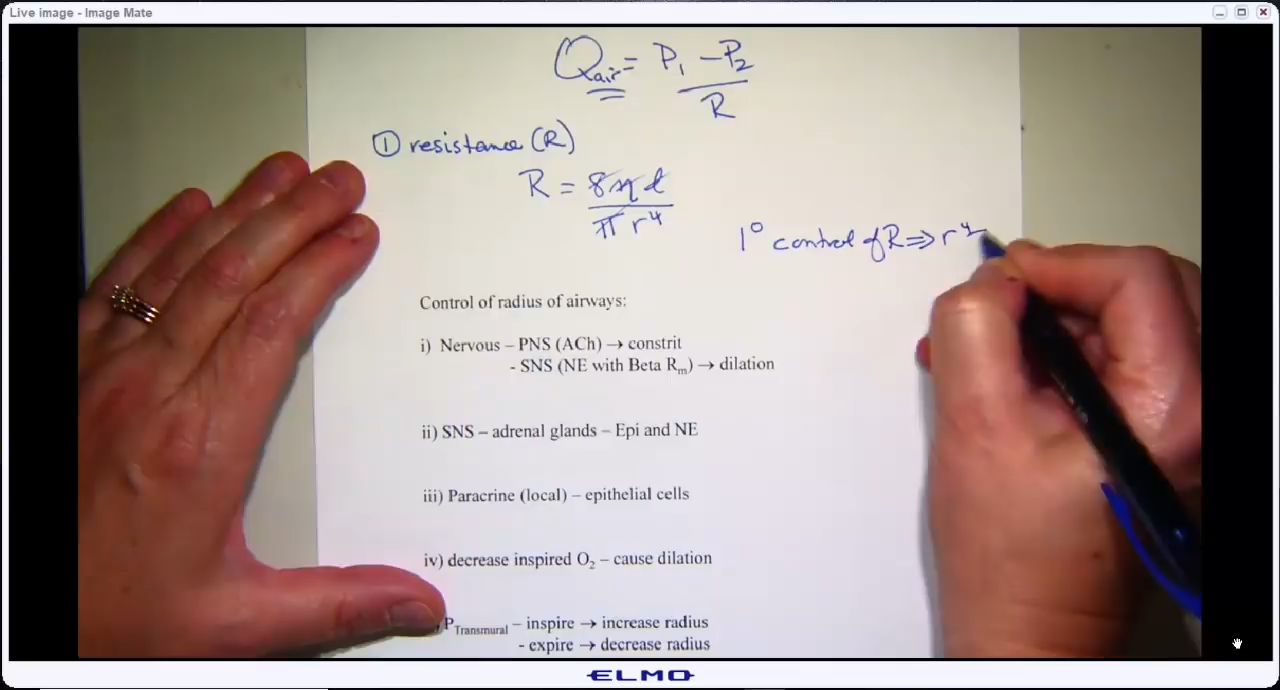 Live image - Image Mate
Qair = P1 - P2
R
① resistance (R)
R = 8ηl
πr⁴
1° control of R ⇒ r⁴
Control of radius of airways:
i) Nervous – PNS (ACh) → constrit
- SNS (NE with Beta Rm) → dilation
ii) SNS – adrenal glands – Epi and NE
iii) Paracrine (local) – epithelial cells
iv) decrease inspired O₂ – cause dilation
PTransmural – inspire → increase radius
- expire → decrease radius
ELMO